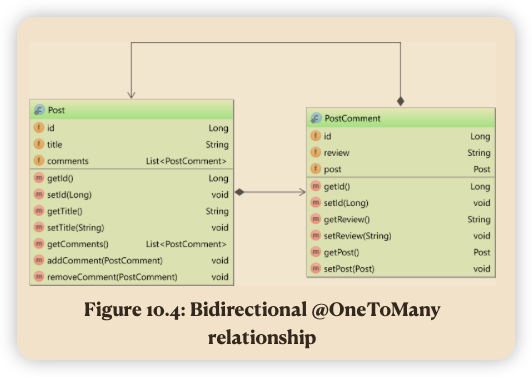 Post
id Long
title String
comments List<PostComment>
getId() Long
setId(Long) void
getTitle() String
setTitle(String) void
getComments() List<PostComment>
addComment(PostComment) void
removeComment(PostComment) void
PostComment
id Long
review String
post Post
getId() Long
setId(Long) void
getReview() String
setReview(String) void
getPost() Post
setPost(Post) void
Figure 10.4: Bidirectional @OneToMany
relationship